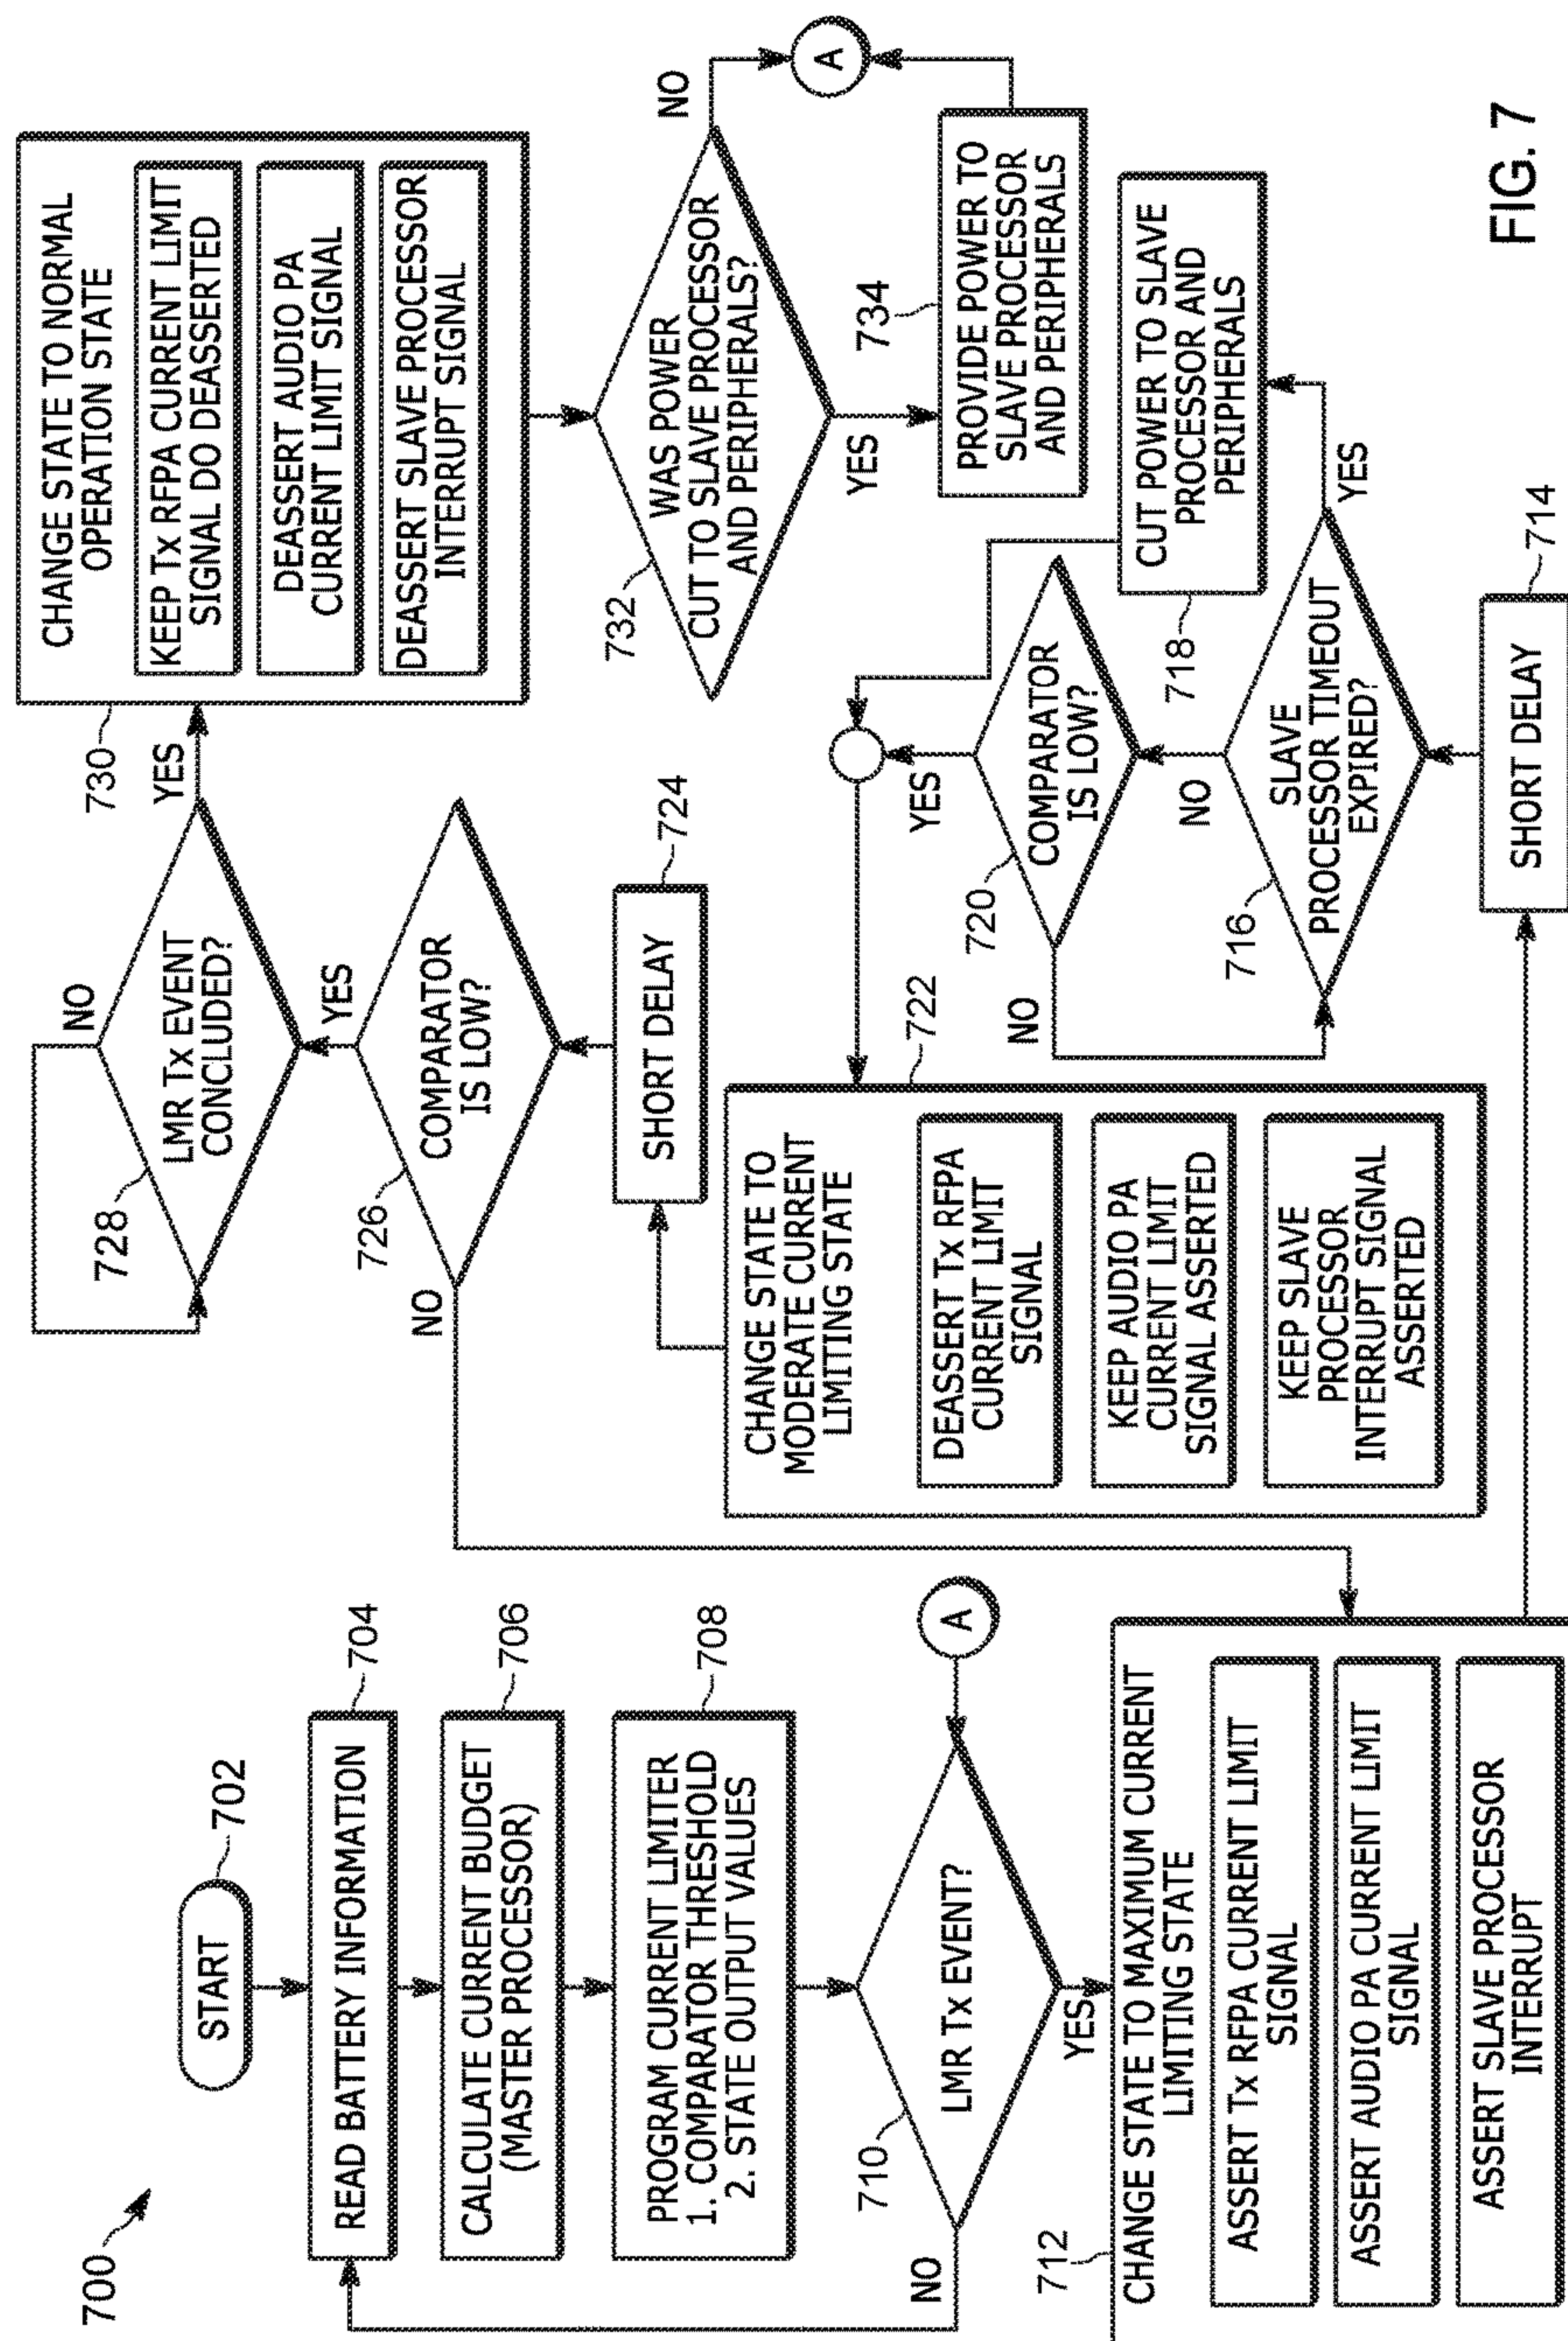 700
START
702
READ BATTERY INFORMATION
704
CALCULATE CURRENT BUDGET
(MASTER PROCESSOR)
706
PROGRAM CURRENT LIMITER
1. COMPARATOR THRESHOLD
2. STATE OUTPUT VALUES
708
710
LMR Tx EVENT?
NO
YES
A
712
CHANGE STATE TO MAXIMUM CURRENT
LIMITING STATE
ASSERT Tx RFPA CURRENT LIMIT
SIGNAL
ASSERT AUDIO PA CURRENT LIMIT
SIGNAL
ASSERT SLAVE PROCESSOR
INTERRUPT
SHORT DELAY
714
716
SLAVE
PROCESSOR TIMEOUT
EXPIRED?
NO
YES
718
CUT POWER TO SLAVE
PROCESSOR AND
PERIPHERALS
720
COMPARATOR
IS LOW?
NO
YES
722
CHANGE STATE TO
MODERATE CURRENT
LIMITING STATE
DEASSERT Tx RFPA
CURRENT LIMIT
SIGNAL
KEEP AUDIO PA
CURRENT LIMIT
SIGNAL ASSERTED
KEEP SLAVE
PROCESSOR
INTERRUPT SIGNAL
ASSERTED
SHORT DELAY
724
726
COMPARATOR
IS LOW?
NO
YES
728
LMR Tx EVENT
CONCLUDED?
NO
YES
730
CHANGE STATE TO NORMAL
OPERATION STATE
KEEP Tx RFPA CURRENT LIMIT
SIGNAL DO DEASSERTED
DEASSERT AUDIO PA
CURRENT LIMIT SIGNAL
DEASSERT SLAVE PROCESSOR
INTERRUPT SIGNAL
732
WAS POWER
CUT TO SLAVE PROCESSOR
AND PERIPHERALS?
NO
YES
734
PROVIDE POWER TO
SLAVE PROCESSOR
AND PERIPHERALS
A
FIG. 7